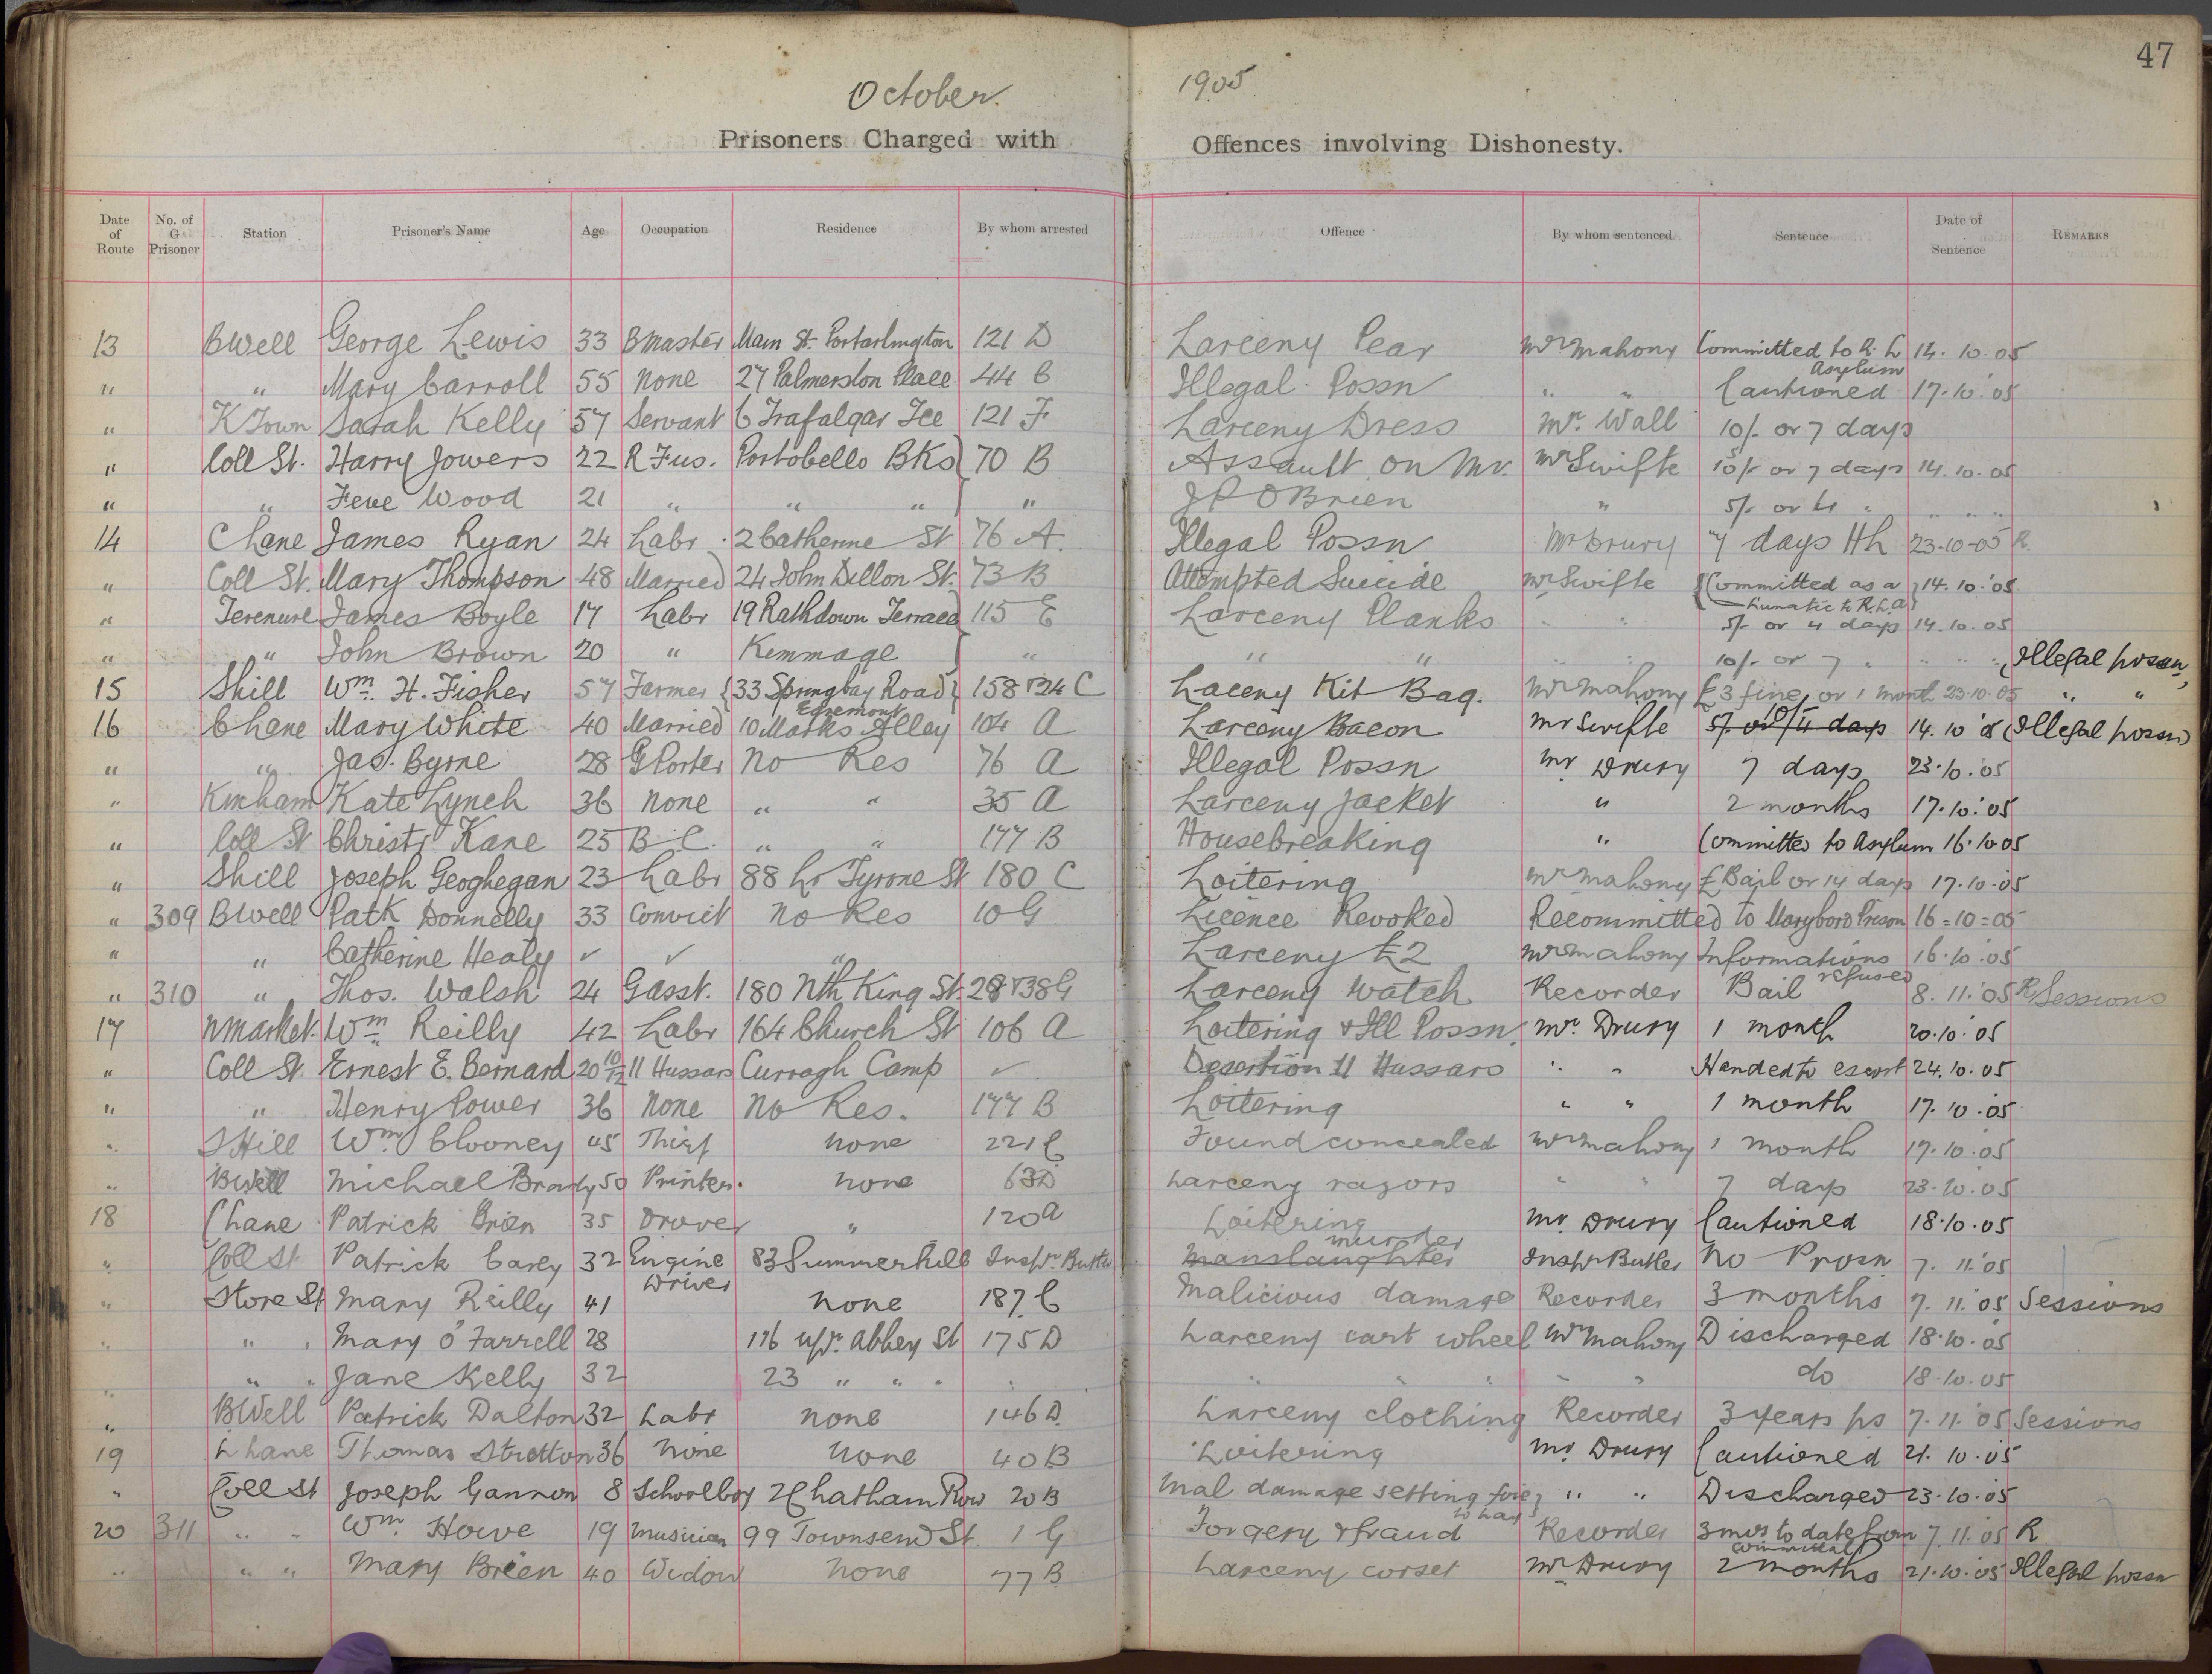 47
October 1905
Prisoners Charged with Offences involving Dishonesty.
Date of Route No. of G Prisoner Station Prisoner's Name Age Occupation Residence By whom arrested Offence By whom sentenced Sentence Date of Sentence REMARKS
13 Bwell George Lewis 33 Bmaster Main St. Portarlington 121 D Larceny Pear Mr Mahony Committed to R. L Asylum 14.10.05
" " Mary Carroll 55 None 27 Palmerston Place 44 C Illegal Possn " " Cautioned 17.10.05
" K Town Sarah Kelly 57 Servant 6 Trafalgar Tce 121 F Larceny Dress Mr. Wall 10/- or 7 days
" Coll St. Harry Jowers 22 R Fus. Portobello BKs 70 B Assault on Mr. Mr Swifte 10/- or 7 days 14.10.05
" " Wood 21 " " " " J P O'Brien " 5/- or 4 " " " "
14 C Lane James Ryan 24 Labr 2 Catherine St 76 A. Illegal Possn Mr Drury 7 days HL 23-10-05 R
" Coll St. Mary Thompson 48 Married 24 John Dillon St. 73 B Attempted Suicide Mr Swifte Committed as a Lunatic to R.L.A 14.10.'05
" Terenure James Boyle 17 Labr 19 Rathdown Terrace 115 E Larceny Planks " " 5/- or 4 days 14.10.05
" " John Brown 20 " Kemmage " " " " " 10/- or 7 " " " " (Illegal possn,
15 Shill Wm. H. Fisher 57 Farmer 33 Springbay Road Egremont 158 & 24 C Laceny Kit Bag. Mr Mahony £3 fine, or 1 month 23.10.05 " "
16 C Lane Mary White 40 Married 10 Marks Alley 104 A Larceny Bacon Mr Swifte 5/- or 10/ 4 days 14.10.'05 (Illegal possn)
" " Jas. Byrne 28 G Porter No Res 76 A Illegal Possn Mr Drury 7 days 23.10.'05
" Kmham Kate Lynch 36 None " " 35 A Larceny Jacket " 2 months 17.10.'05
" Coll St Christr Kane 25 B C. " " 177 B Housebreaking " Committed to Asylum 16.10.05
" Shill Joseph Geoghegan 23 Labr 88 Lr Tyrone St 180 C Loitering Mr Mahony £ Bail or 14 days 17.10.05
" 309 Bwell Patk Donnelly 33 Convict No Res 10 G Licence Revoked Recommitted to Maryboro Prison 16=10=05
" " Catherine Healy ✓ ✓ " Larceny £2 Mr Mahony Informations refused 16.10.05
" 310 " Thos. Walsh 24 Gasst. 180 Nth King St. 28 & 38 G Larceny Watch Recorder Bail 8.11.'05 R Sessions
17 Nmarket. Wm Reilly 42 Labr 164 Church St 106 A Loitering & Ill Possn. Mr. Drury 1 month 20.10.'05
" Coll St. Ernest E. Bernard 20 10/12 11 Hussars Curragh Camp ✓ Desertion 11 Hussars " " Handed to escort 24.10.05
" " Henry Power 36 None No Res. 177 B Loitering " " 1 month 17.10.05
" SHill Wm Clooney 45 Thief None 221 C Found concealed Mr Mahony 1 month 17.10.05
" BWell Michael Brady 50 Printer. None 63D Larceny razors " " 7 days 23.10.05
18 C Lane Patrick Brien 35 Drover " 120 A Loitering Mr Drury Cautioned 18.10.05
" Coll St Patrick Carey 32 Engine Driver 83 Summerhill Inspr. Butler Manslaughter murder Inspr Butler No Prosn 7.11.'05
" Store St Mary Reilly 41 None 187 C Malicious damage Recorder 3 months 7.11.'05 Sessions
" " Mary O'Farrell 28 116 Upr. Abbey St 175 D Larceny cart wheel Mr Mahony Discharged 18.10.05
" " Jane Kelly 32 23 " " " " " " " " " do 18.10.05
" BWell Patrick Dalton 32 Labr None 146 D. Larceny clothing Recorder 3 years ps 7.11.'05 Sessions
19 C Lane Thomas Stratton 36 None None 40 B Loitering Mr Drury Cautioned 21.10.05
" Coll St Joseph Gannon 8 Schoolboy 2 Chatham Row 20 B Mal damage setting fire to hay " " Discharged 23.10.05
20 311 " " Wm. Howe 19 Musician 99 Townsend St 1 G Forgery & fraud Recorder 3 mos to date from committal 7.11.'05 R
" " " Mary Brien 40 Widow None 77 B Larceny corset Mr Drury 2 months 21.10.05 Illegal possn